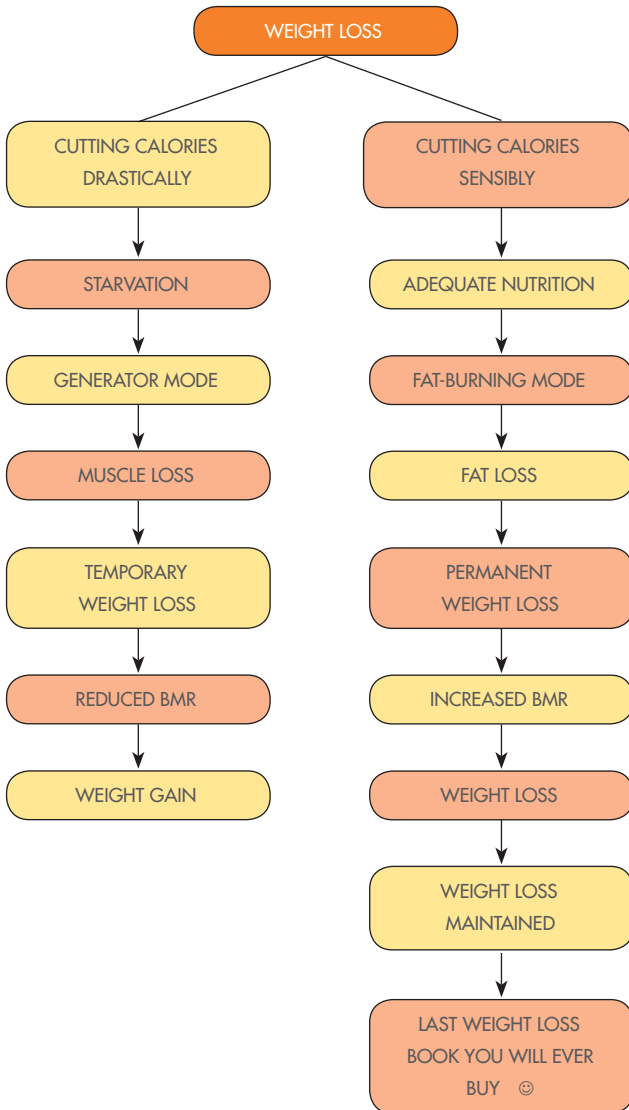 WEIGHT LOSS
CUTTING CALORIES
DRASTICALLY
STARVATION
GENERATOR MODE
MUSCLE LOSS
TEMPORARY
WEIGHT LOSS
REDUCED BMR
WEIGHT GAIN
CUTTING CALORIES
SENSIBLY
ADEQUATE NUTRITION
FAT-BURNING MODE
FAT LOSS
PERMANENT
WEIGHT LOSS
INCREASED BMR
WEIGHT LOSS
WEIGHT LOSS
MAINTAINED
LAST WEIGHT LOSS
BOOK YOU WILL EVER
BUY ☺